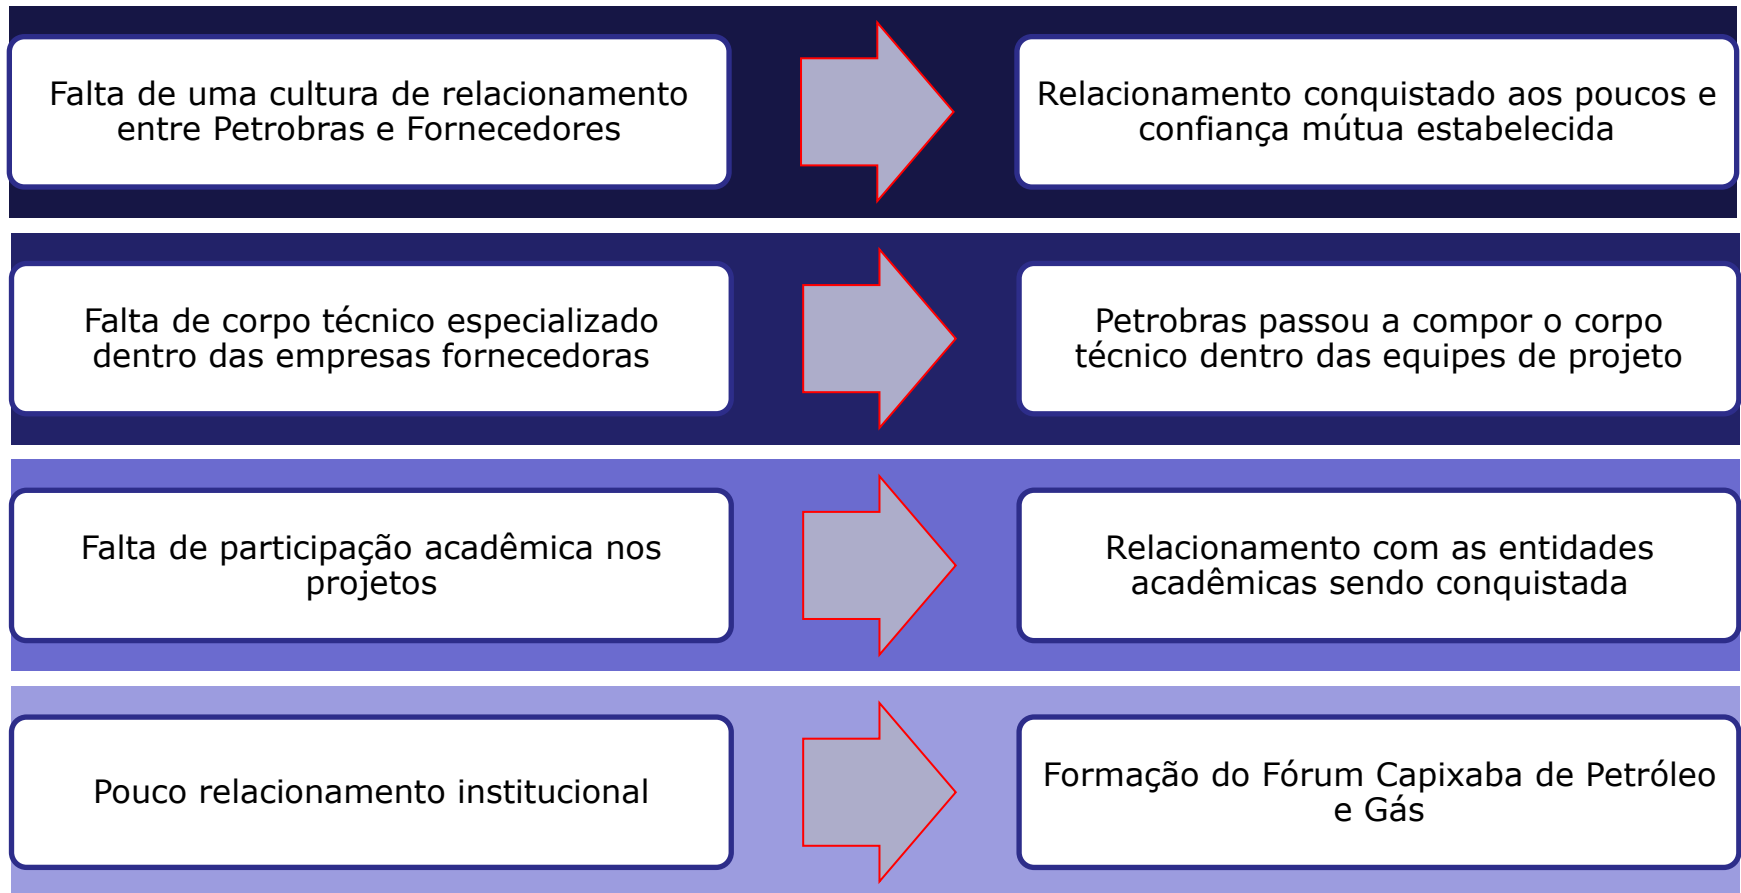 Falta de uma cultura de relacionamento
entre Petrobras e Fornecedores
Relacionamento conquistado aos poucos e
confiança mútua estabelecida
Falta de corpo técnico especializado
dentro das empresas fornecedoras
Petrobras passou a compor o corpo
técnico dentro das equipes de projeto
Falta de participação acadêmica nos
projetos
Relacionamento com as entidades
acadêmicas sendo conquistada
Pouco relacionamento institucional
Formação do Fórum Capixaba de Petróleo
e Gás